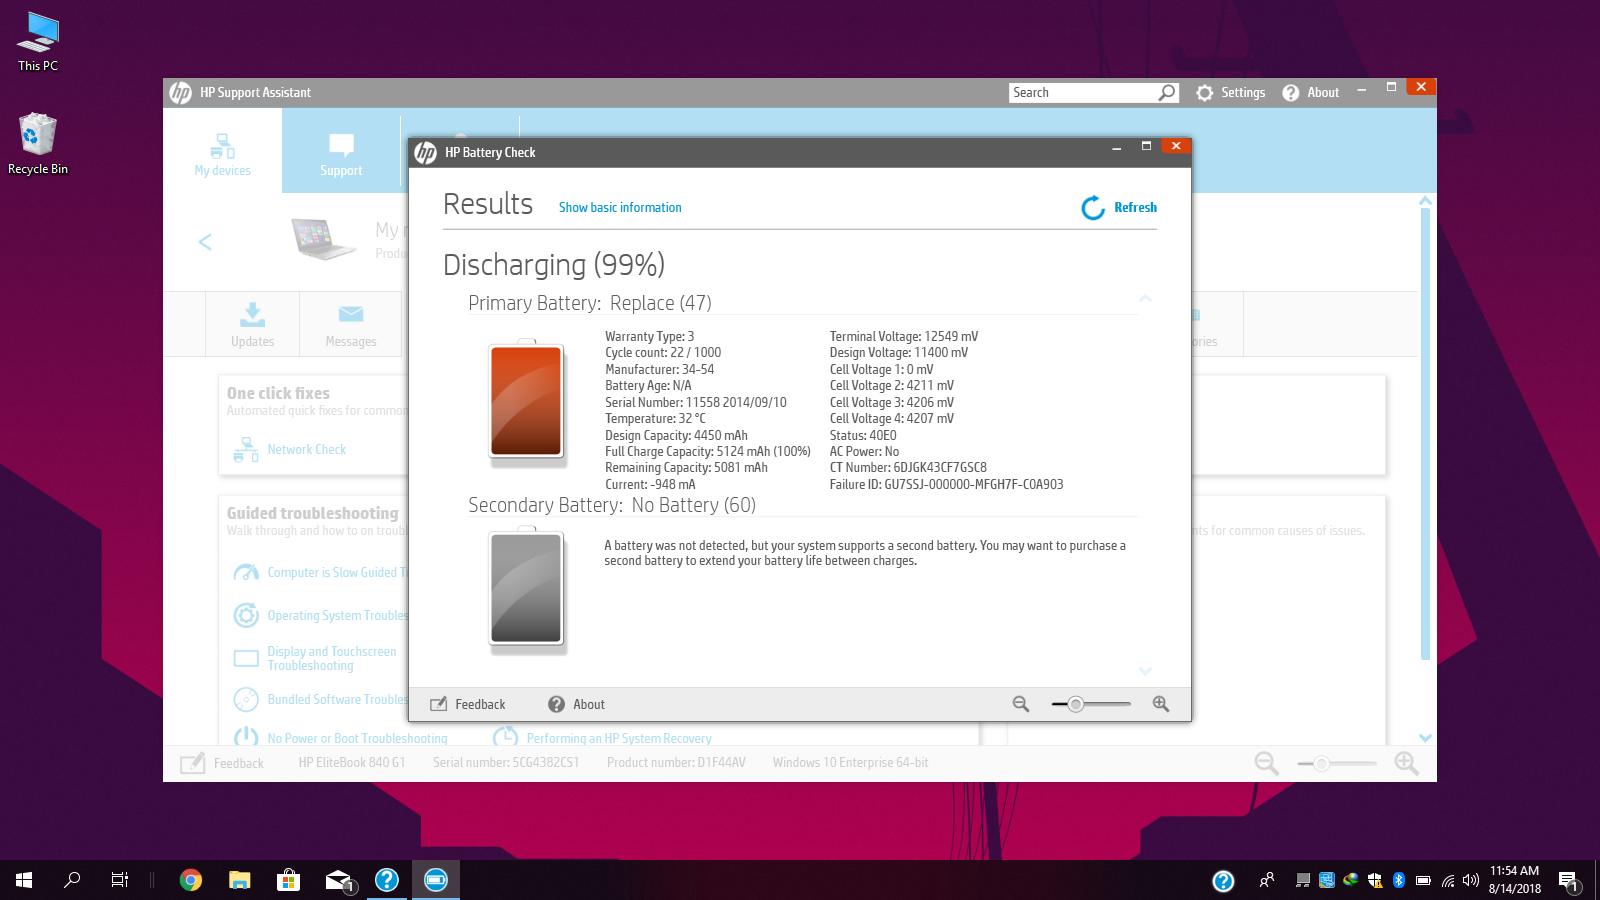 This PC
Recycle Bin
HP Support Assistant
Search
Settings
About
My devices
Support
HP Battery Check
Results
Show basic information
Refresh
Discharging (99%)
Primary Battery: Replace (47)
Warranty Type: 3
Cycle count: 22 / 1000
Manufacturer: 34-54
Battery Age: N/A
Serial Number: 11558 2014/09/10
Temperature: 32 °C
Design Capacity: 4450 mAh
Full Charge Capacity: 5124 mAh (100%)
Remaining Capacity: 5081 mAh
Current: -948 mA
Terminal Voltage: 12549 mV
Design Voltage: 11400 mV
Cell Voltage 1: 0 mV
Cell Voltage 2: 4211 mV
Cell Voltage 3: 4206 mV
Cell Voltage 4: 4207 mV
Status: 40E0
AC Power: No
CT Number: 6DJGK43CF7GSC8
Failure ID: GU7SSJ-000000-MFGH7F-C0A903
Secondary Battery: No Battery (60)
A battery was not detected, but your system supports a second battery. You may want to purchase a
second battery to extend your battery life between charges.
Feedback
About
My
Produ
Updates
Messages
ories
One click fixes
Automated quick fixes for common
Network Check
Guided troubleshooting
Walk through and how to on troubl
nts for common causes of issues.
Computer is Slow Guided T
Operating System Troubles
Display and Touchscreen
Troubleshooting
Bundled Software Troubles
No Power or Boot Troubleshooting
Performing an HP System Recovery
Feedback
HP EliteBook 840 G1
Serial number: 5CG4382CS1
Product number: D1F44AV
Windows 10 Enterprise 64-bit
1
11:54 AM
8/14/2018
1